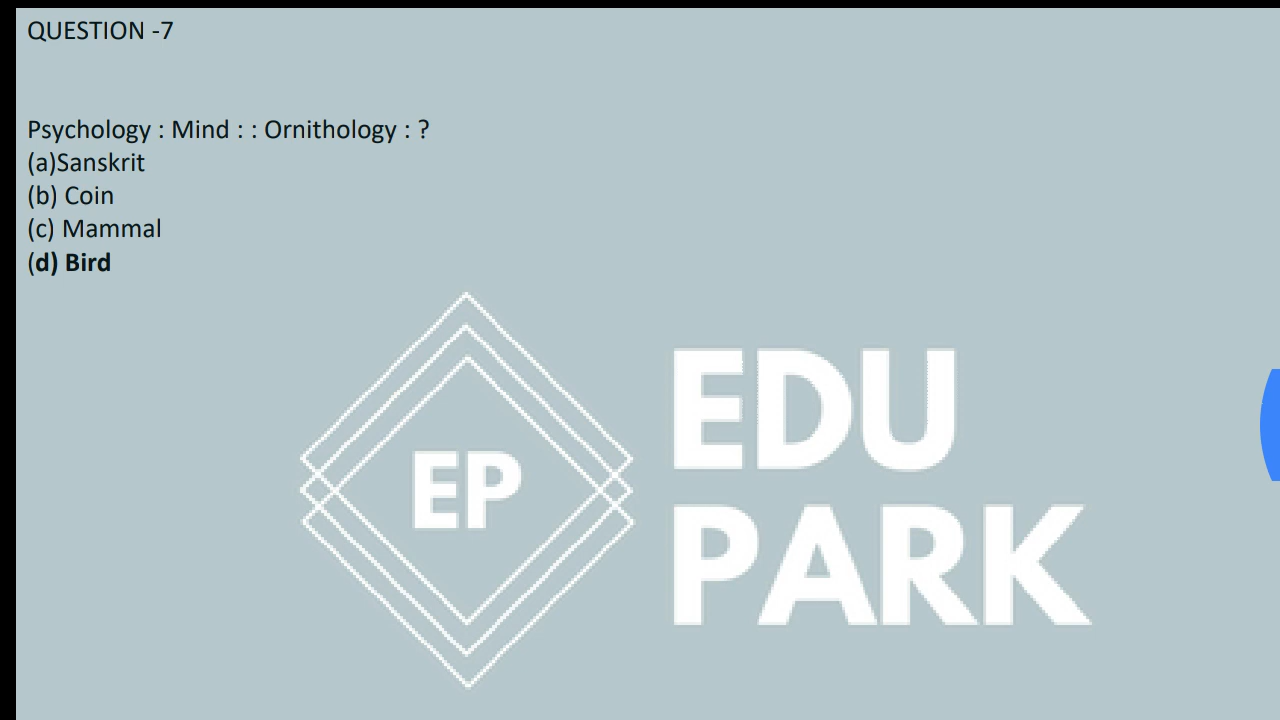 QUESTION -7
Psychology : Mind : : Ornithology : ?
(a)Sanskrit
(b) Coin
(c) Mammal
(d) Bird
EP
EDU
PARK